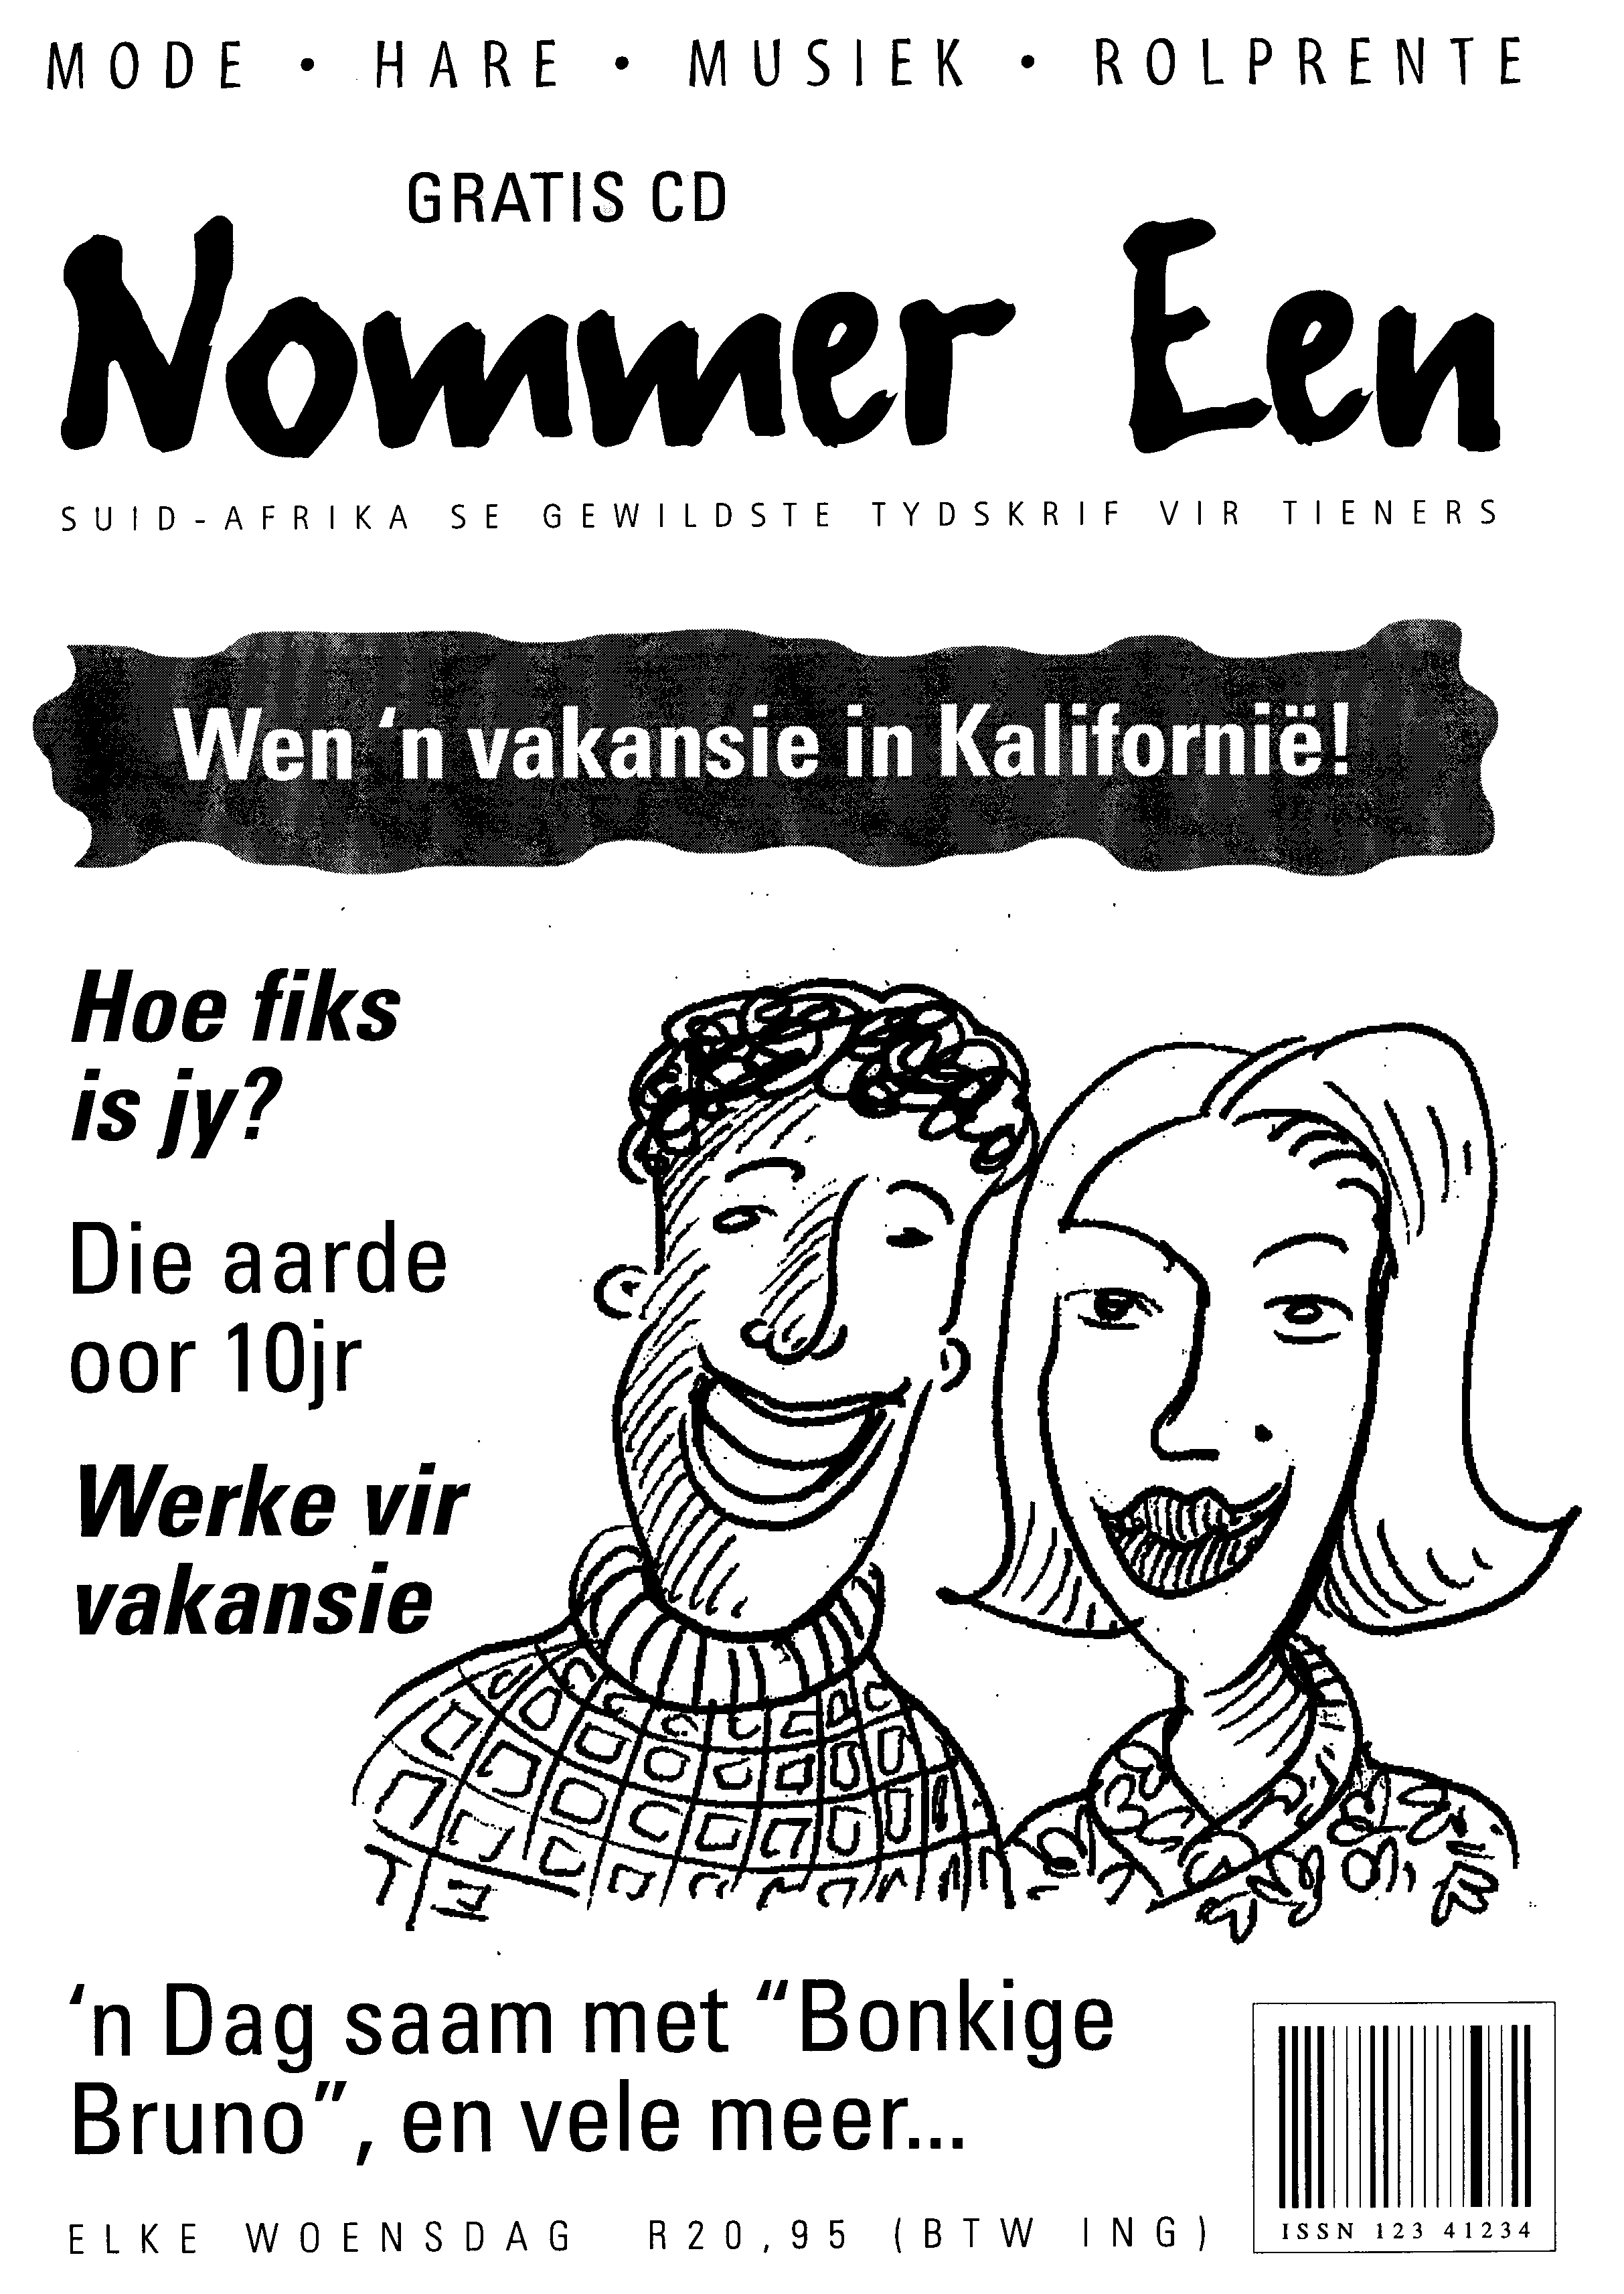 MODE • HARE • MUSIEK • ROLPRENTE
GRATIS CD
Nommer Een
SUID-AFRIKA SE GEWILDSTE TYDSKRIF VIR TIENERS
Wen ‘n vakansie in Kalifornië!
Hoe fiks
is jy?
Die aarde
oor 10jr
Werke vir
vakansie
‘n Dag saam met “Bonkige
Bruno”, en vele meer...
ELKE WOENSDAG R20,95 (BTW ING)
ISSN 123 41234